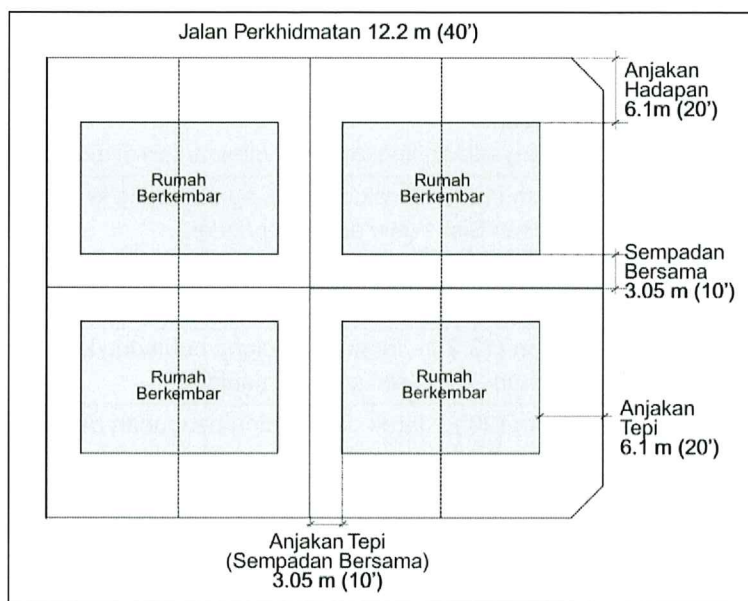 Jalan Perkhidmatan 12.2 m (40')
Anjakan
Hadapan
6.1m (20')
Rumah
Berkembar
Rumah
Berkembar
Sempadan
Bersama
3.05 m (10')
Rumah
Berkembar
Rumah
Berkembar
Anjakan
Tepi
6.1 m (20')
Anjakan Tepi
(Sempadan Bersama)
3.05 m (10')